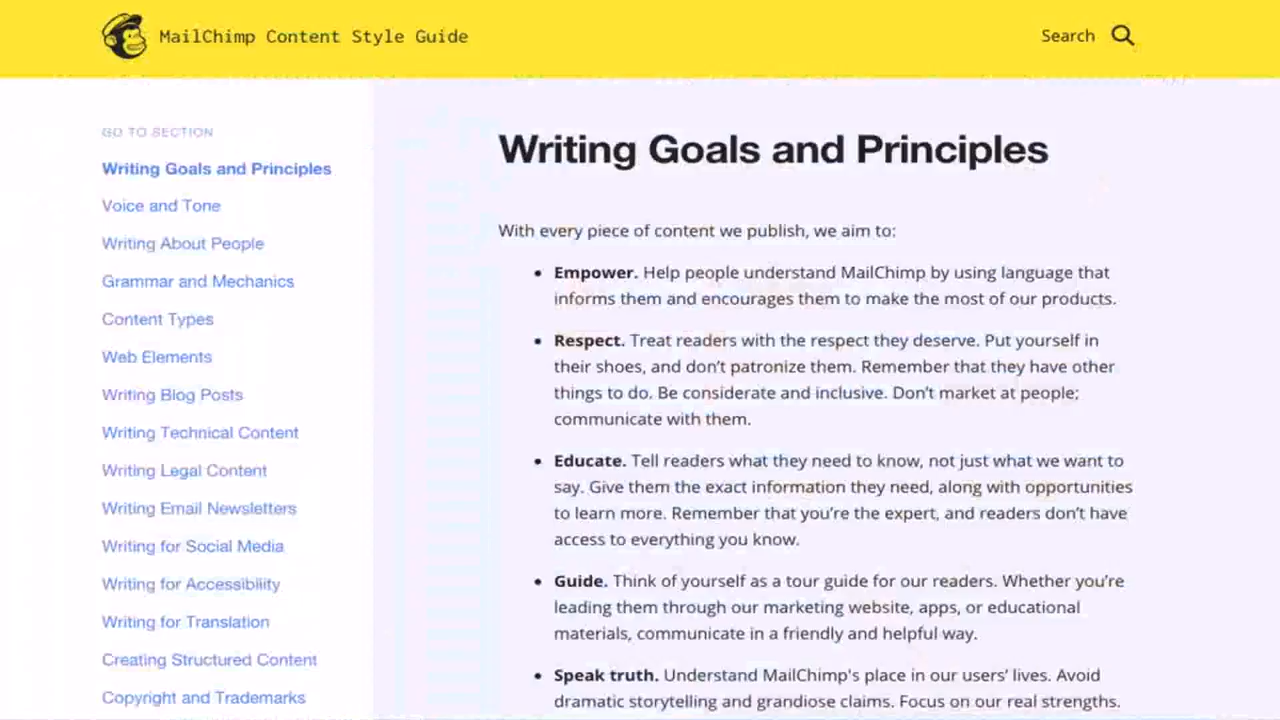 MailChimp Content Style Guide
Search
GO TO SECTION
Writing Goals and Principles
Voice and Tone
Writing About People
Grammar and Mechanics
Content Types
Web Elements
Writing Blog Posts
Writing Technical Content
Writing Legal Content
Writing Email Newsletters
Writing for Social Media
Writing for Accessibility
Writing for Translation
Creating Structured Content
Copyright and Trademarks
Writing Goals and Principles
With every piece of content we publish, we aim to:
• Empower. Help people understand MailChimp by using language that
informs them and encourages them to make the most of our products.
• Respect. Treat readers with the respect they deserve. Put yourself in
their shoes, and don’t patronize them. Remember that they have other
things to do. Be considerate and inclusive. Don’t market at people;
communicate with them.
• Educate. Tell readers what they need to know, not just what we want to
say. Give them the exact information they need, along with opportunities
to learn more. Remember that you’re the expert, and readers don’t have
access to everything you know.
• Guide. Think of yourself as a tour guide for our readers. Whether you’re
leading them through our marketing website, apps, or educational
materials, communicate in a friendly and helpful way.
• Speak truth. Understand MailChimp's place in our users’ lives. Avoid
dramatic storytelling and grandiose claims. Focus on our real strengths.